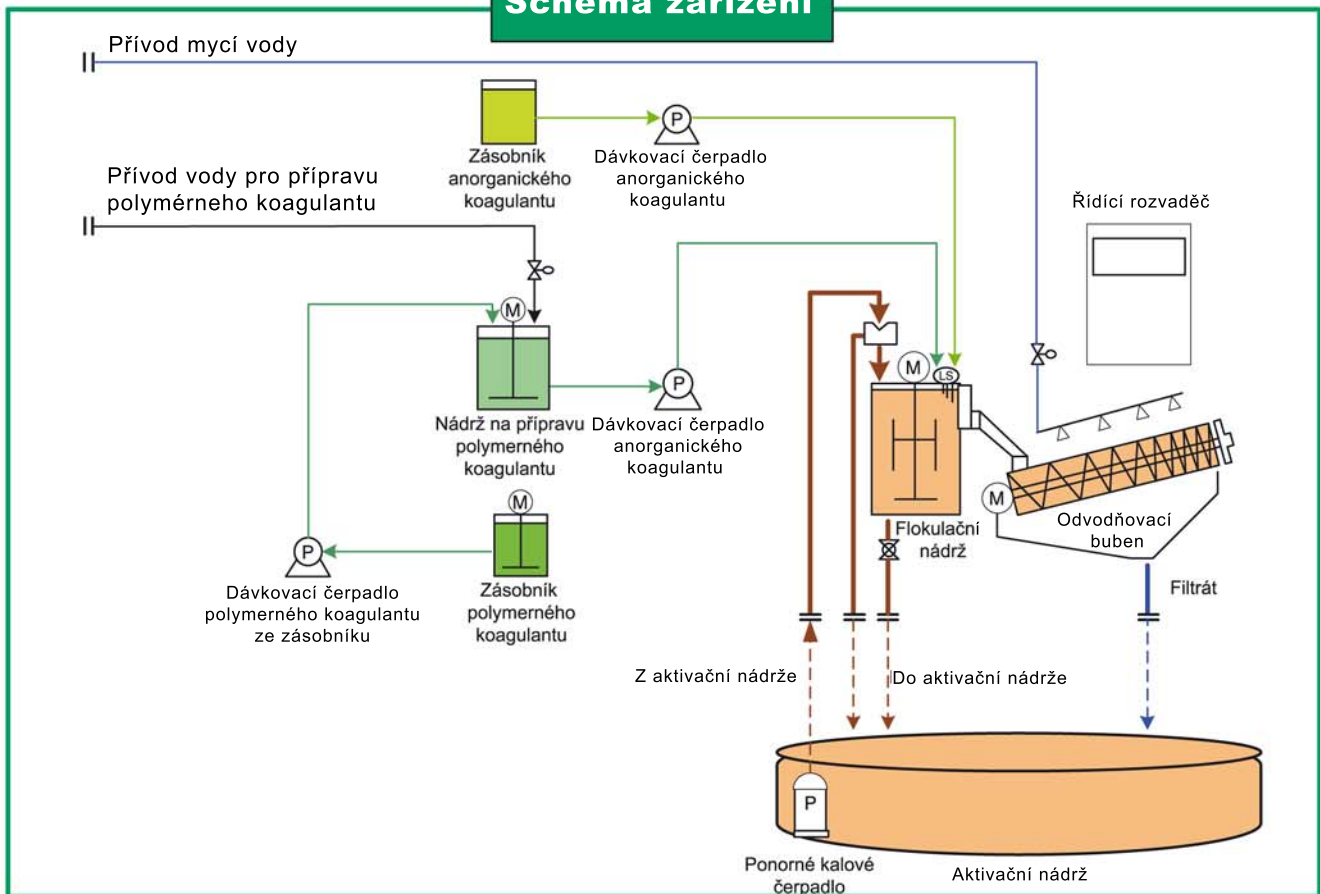 Schéma zařízení
Přívod mycí vody
P
Zásobník
anorganického
koagulantu
Dávkovací čerpadlo
anorganického
koagulantu
Přívod vody pro přípravu
polymérneho koagulantu
Řídící rozvaděč
M
Nádrž na přípravu
polymerného
koagulantu
P
Dávkovací čerpadlo
anorganického
koagulantu
M
LS
Flokulační
nádrž
M
Odvodňovací
buben
Filtrát
P
Dávkovací čerpadlo
polymerného koagulantu
ze zásobníku
M
Zásobník
polymerného
koagulantu
Z aktivační nádrže
Do aktivační nádrže
P
Ponorné kalové
čerpadlo
Aktivační nádrž